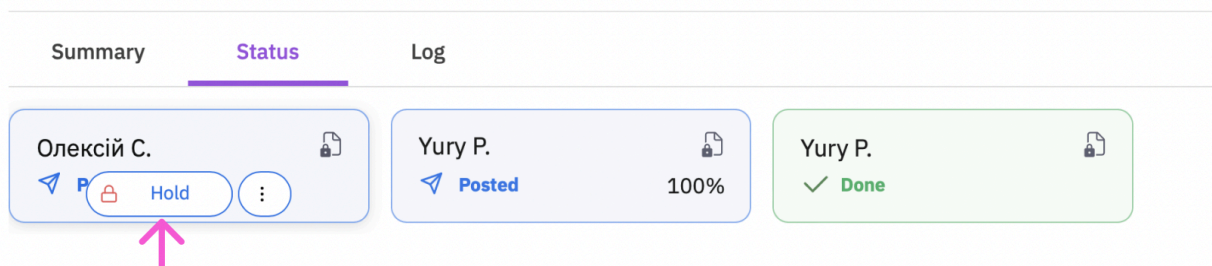 Summary Status Log
Олексій С. Yury P. Yury P.
Hold Posted 100% Done